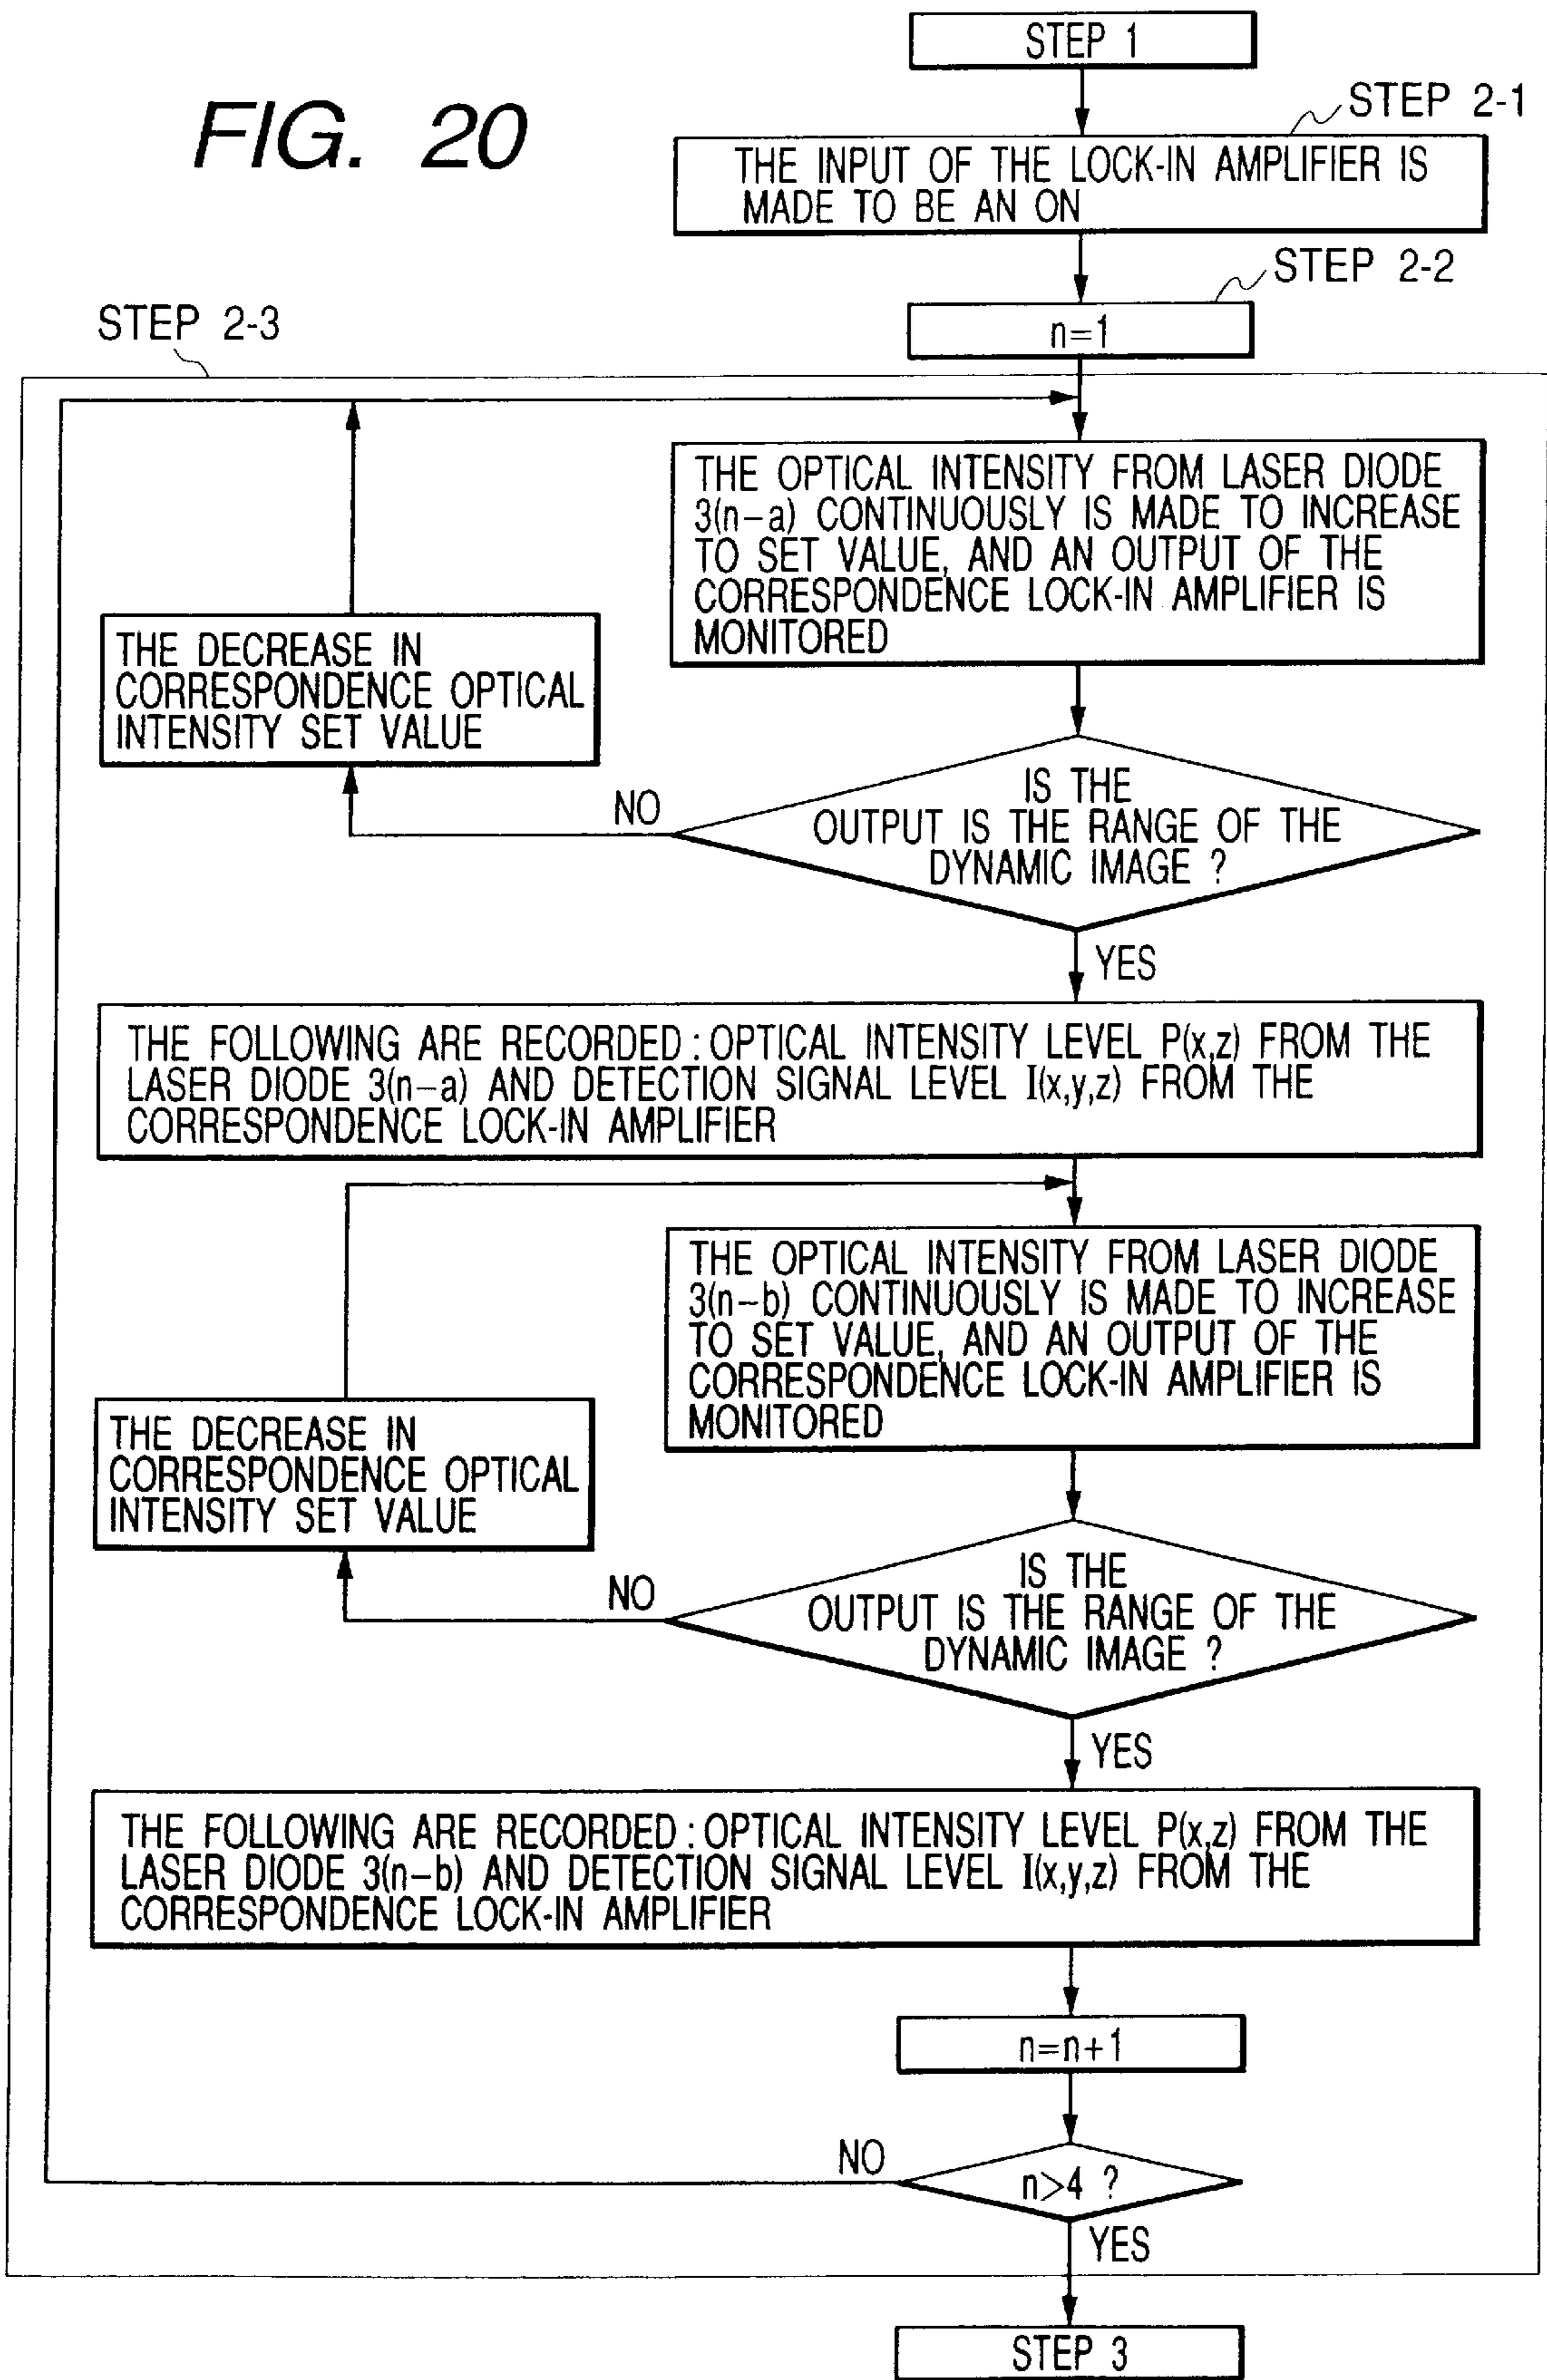 FIG. 20
STEP 1
STEP 2-1
THE INPUT OF THE LOCK-IN AMPLIFIER IS
MADE TO BE AN ON
STEP 2-2
n=1
STEP 2-3
THE OPTICAL INTENSITY FROM LASER DIODE
3(n-a) CONTINUOUSLY IS MADE TO INCREASE
TO SET VALUE, AND AN OUTPUT OF THE
CORRESPONDENCE LOCK-IN AMPLIFIER IS
MONITORED
THE DECREASE IN
CORRESPONDENCE OPTICAL
INTENSITY SET VALUE
NO
IS THE
OUTPUT IS THE RANGE OF THE
DYNAMIC IMAGE ?
YES
THE FOLLOWING ARE RECORDED : OPTICAL INTENSITY LEVEL P(x,z) FROM THE
LASER DIODE 3(n-a) AND DETECTION SIGNAL LEVEL I(x,y,z) FROM THE
CORRESPONDENCE LOCK-IN AMPLIFIER
THE OPTICAL INTENSITY FROM LASER DIODE
3(n-b) CONTINUOUSLY IS MADE TO INCREASE
TO SET VALUE, AND AN OUTPUT OF THE
CORRESPONDENCE LOCK-IN AMPLIFIER IS
MONITORED
THE DECREASE IN
CORRESPONDENCE OPTICAL
INTENSITY SET VALUE
NO
IS THE
OUTPUT IS THE RANGE OF THE
DYNAMIC IMAGE ?
YES
THE FOLLOWING ARE RECORDED : OPTICAL INTENSITY LEVEL P(x,z) FROM THE
LASER DIODE 3(n-b) AND DETECTION SIGNAL LEVEL I(x,y,z) FROM THE
CORRESPONDENCE LOCK-IN AMPLIFIER
n=n+1
NO
n>4 ?
YES
STEP 3